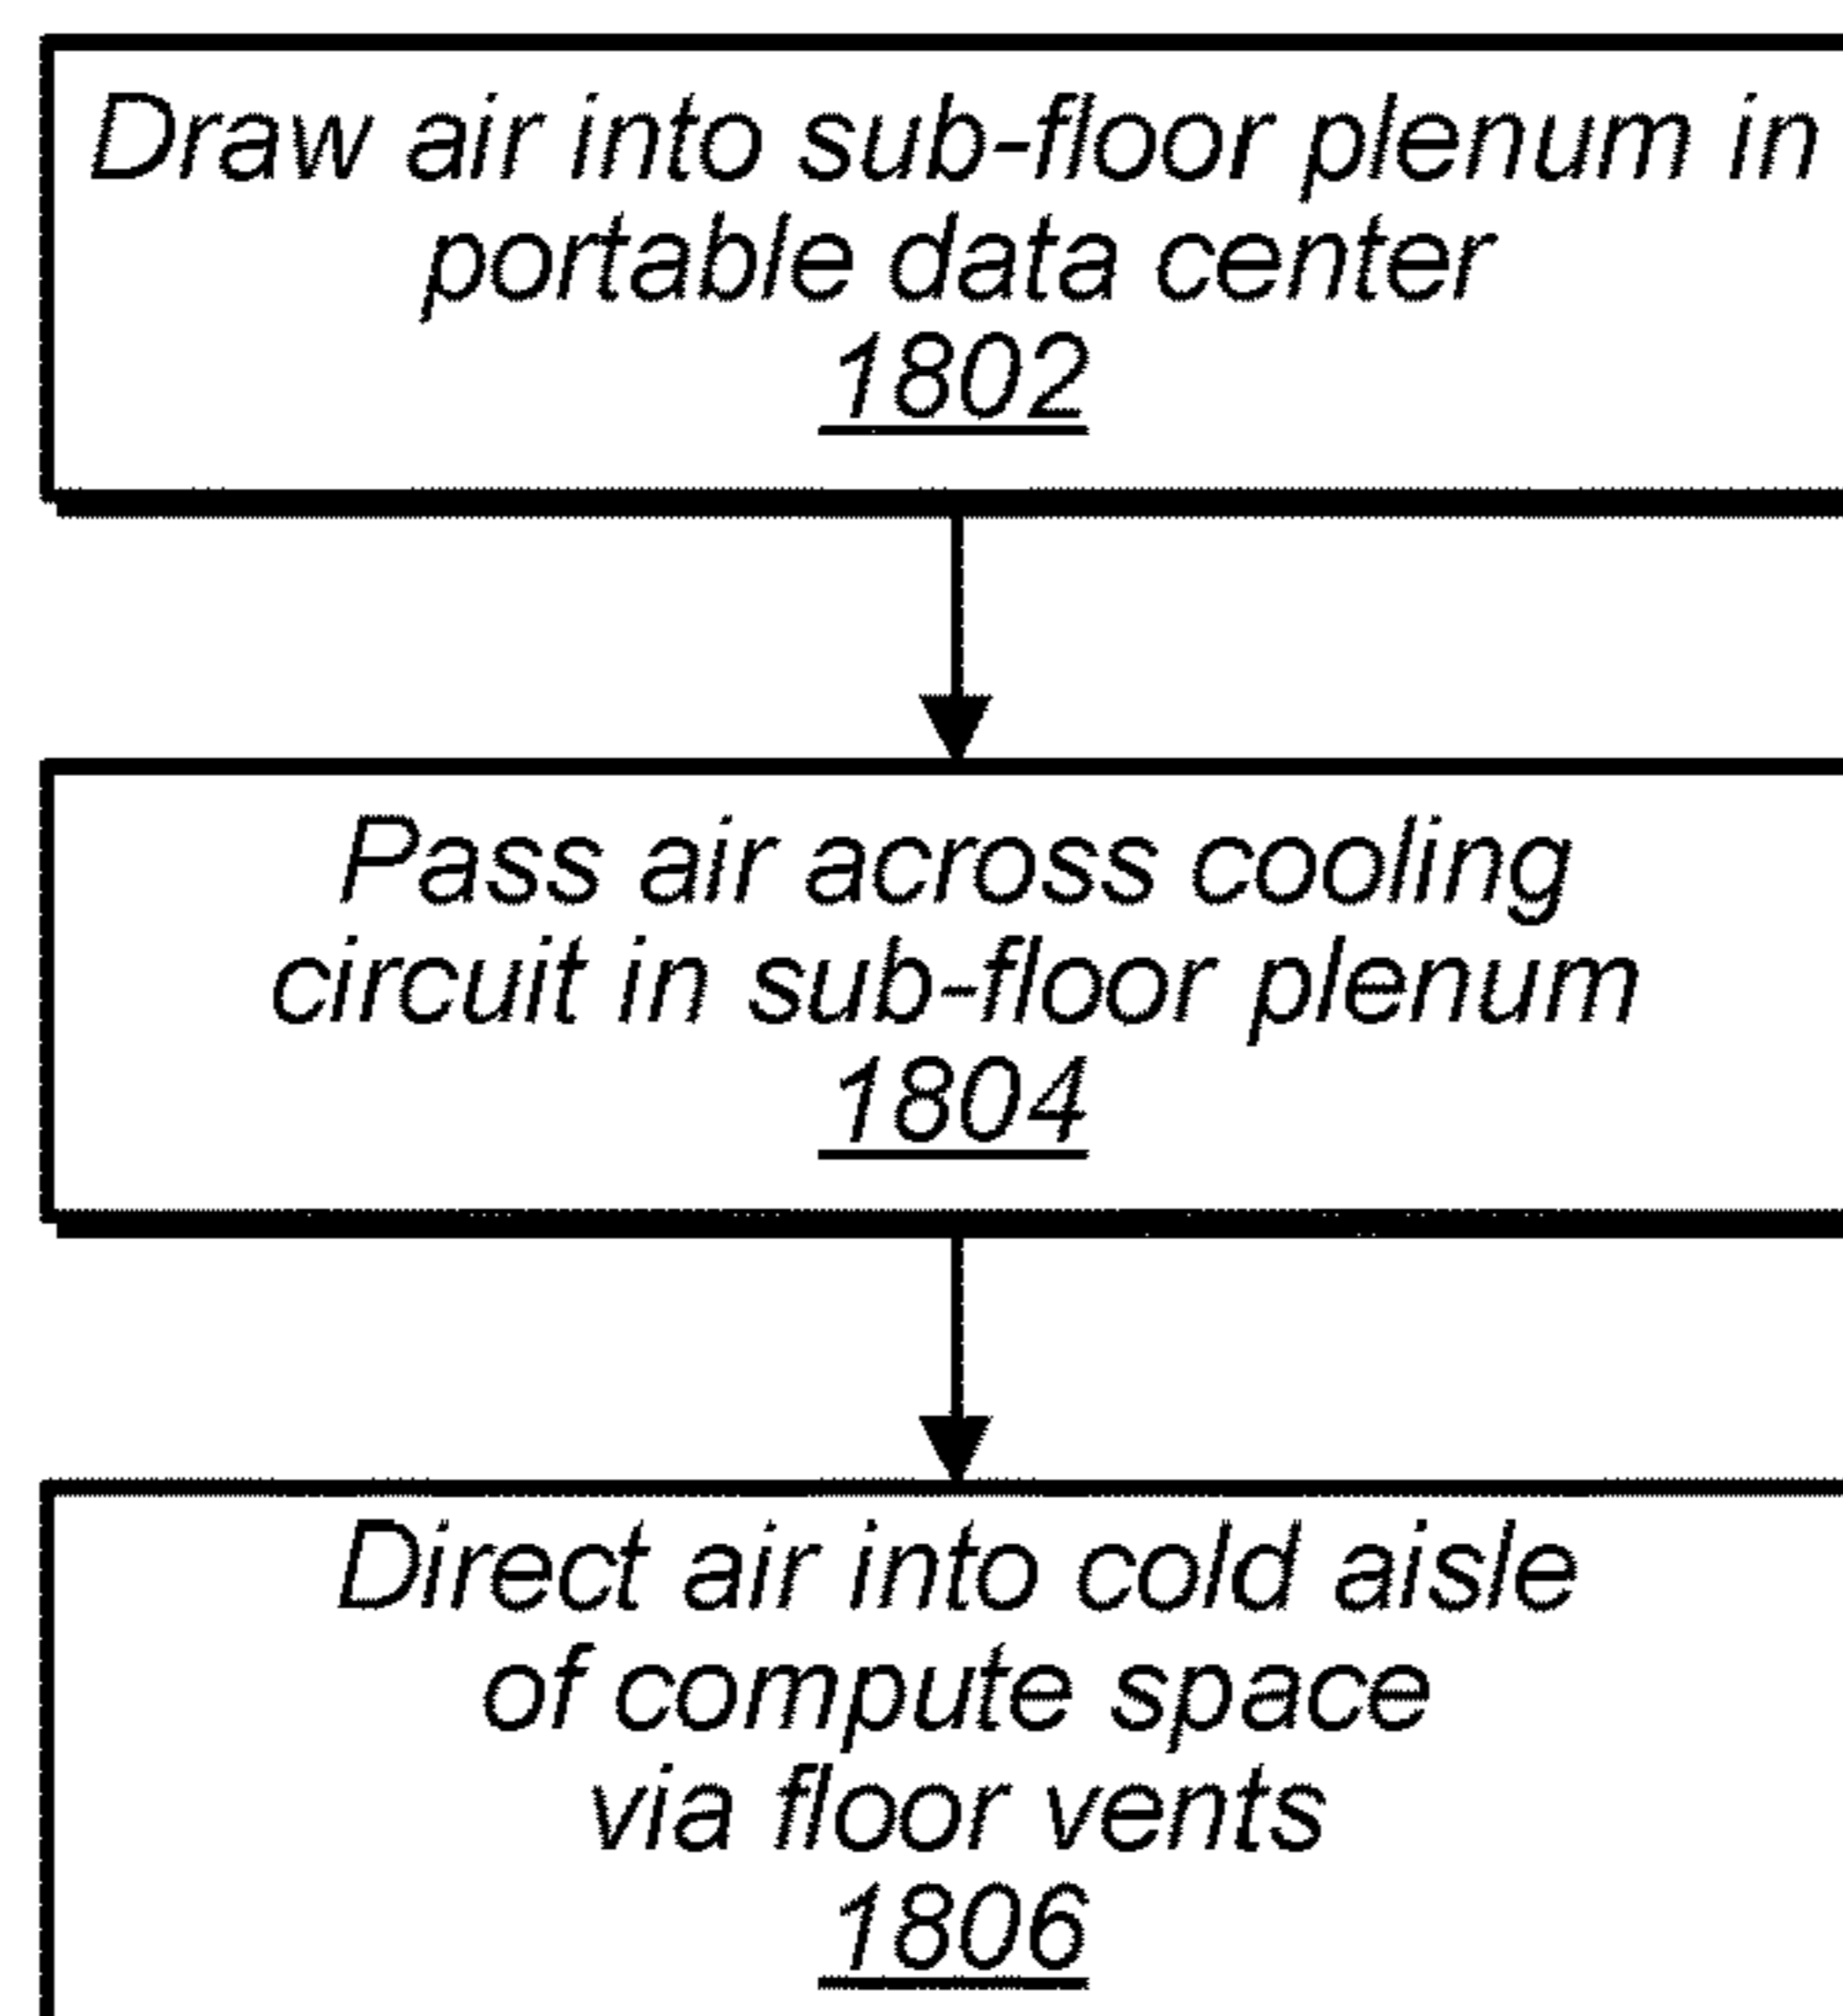 Draw air into sub-floor plenum in
portable data center
1802
Pass air across cooling
circuit in sub-floor plenum
1804
Direct air into cold aisle
of compute space
via floor vents
1806